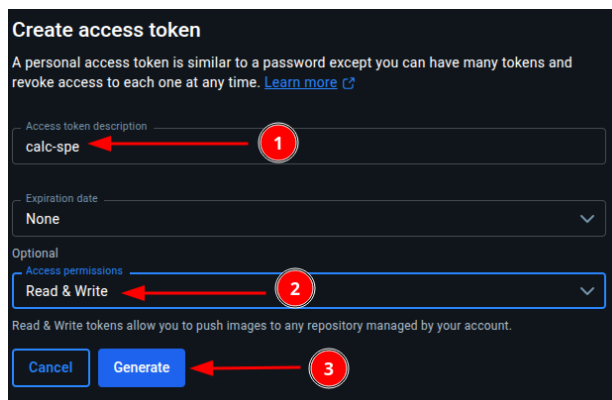 Create access token
A personal access token is similar to a password except you can have many tokens and
revoke access to each one at any time. Learn more
Access token description
calc-spe
1
Expiration date
None
Optional
Access permissions
Read & Write
2
Read & Write tokens allow you to push images to any repository managed by your account.
Cancel Generate
3